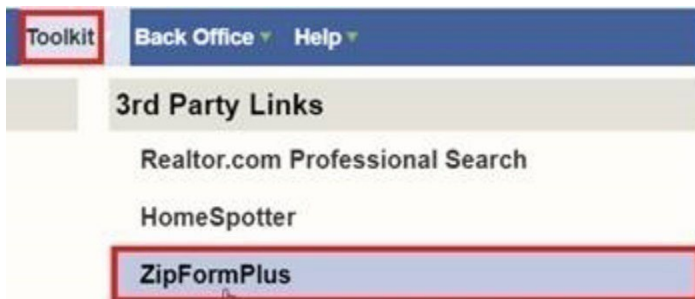 Toolkit Back Office Help
3rd Party Links
Realtor.com Professional Search
HomeSpotter
ZipFormPlus